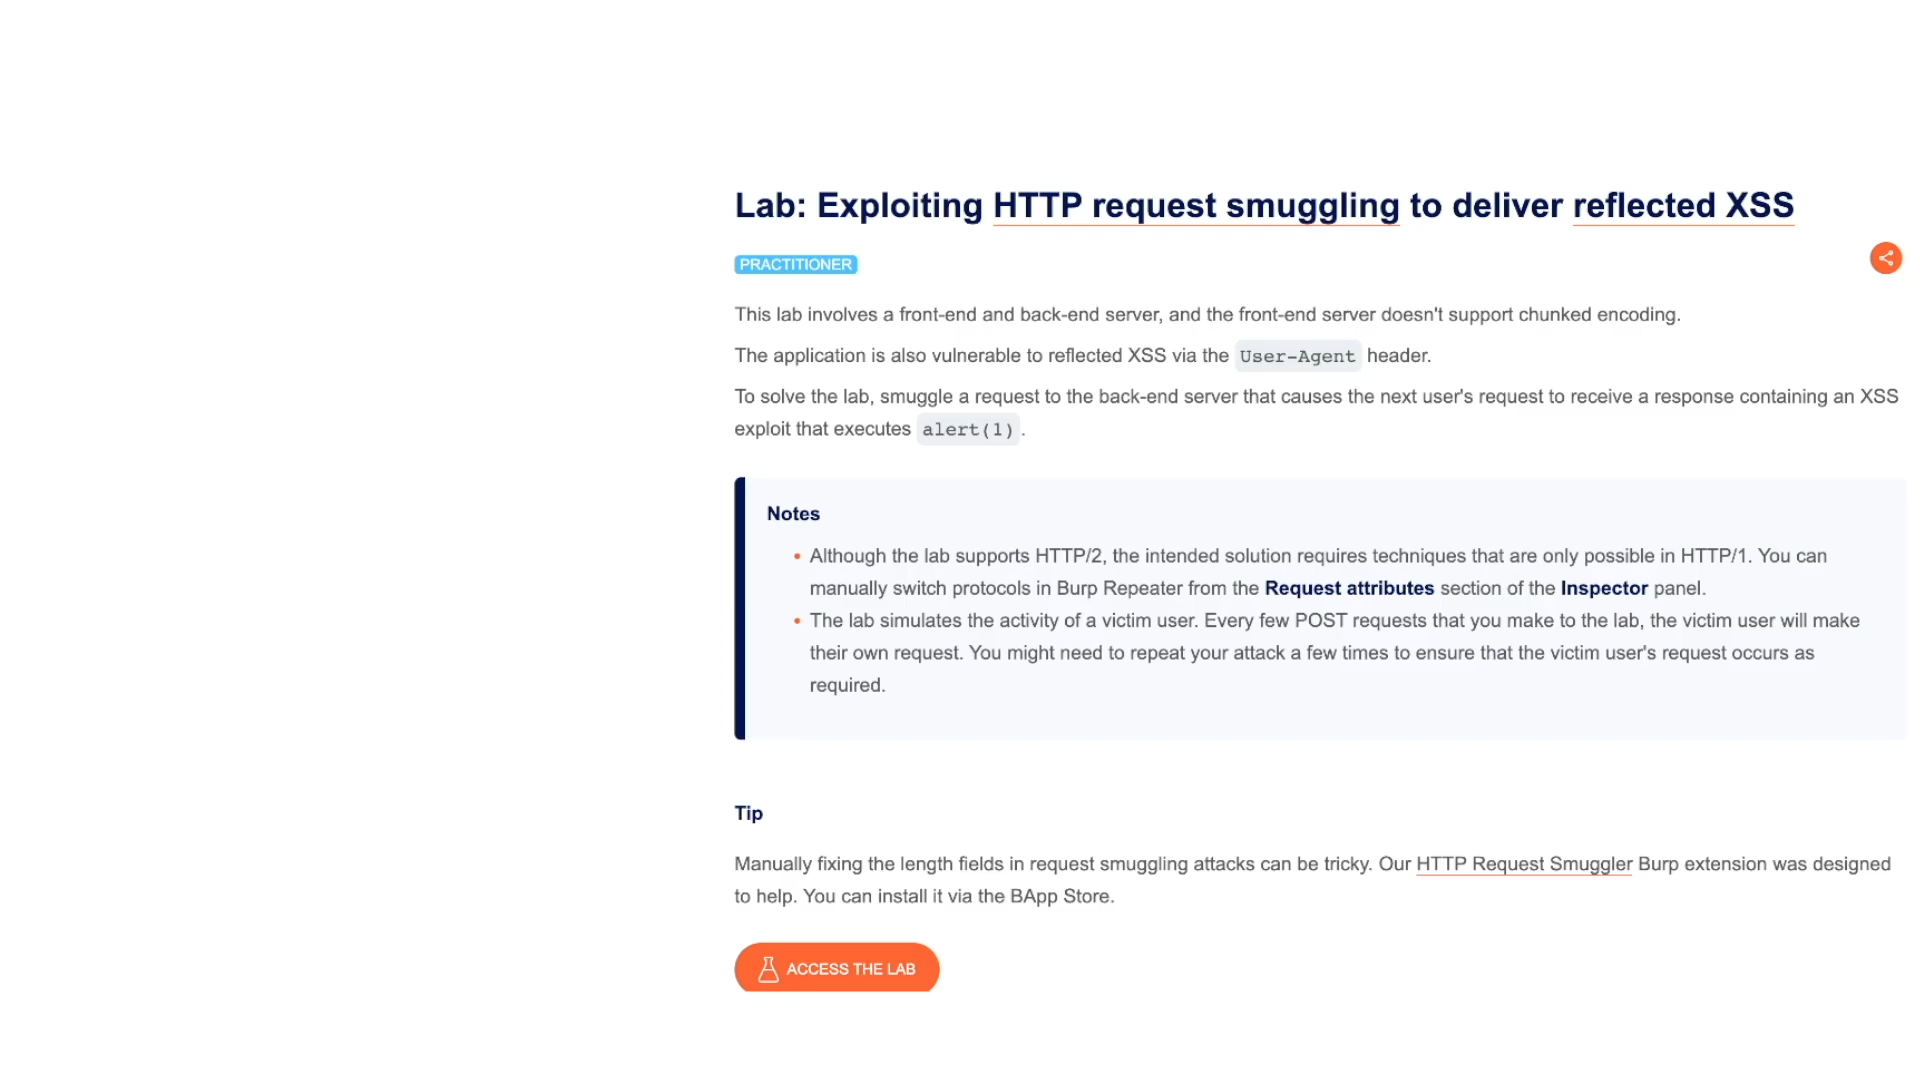 Lab: Exploiting HTTP request smuggling to deliver reflected XSS
PRACTITIONER
This lab involves a front-end and back-end server, and the front-end server doesn't support chunked encoding.
The application is also vulnerable to reflected XSS via the User-Agent header.
To solve the lab, smuggle a request to the back-end server that causes the next user's request to receive a response containing an XSS
exploit that executes alert(1).
Notes
• Although the lab supports HTTP/2, the intended solution requires techniques that are only possible in HTTP/1. You can
manually switch protocols in Burp Repeater from the Request attributes section of the Inspector panel.
• The lab simulates the activity of a victim user. Every few POST requests that you make to the lab, the victim user will make
their own request. You might need to repeat your attack a few times to ensure that the victim user's request occurs as
required.
Tip
Manually fixing the length fields in request smuggling attacks can be tricky. Our HTTP Request Smuggler Burp extension was designed
to help. You can install it via the BApp Store.
ACCESS THE LAB